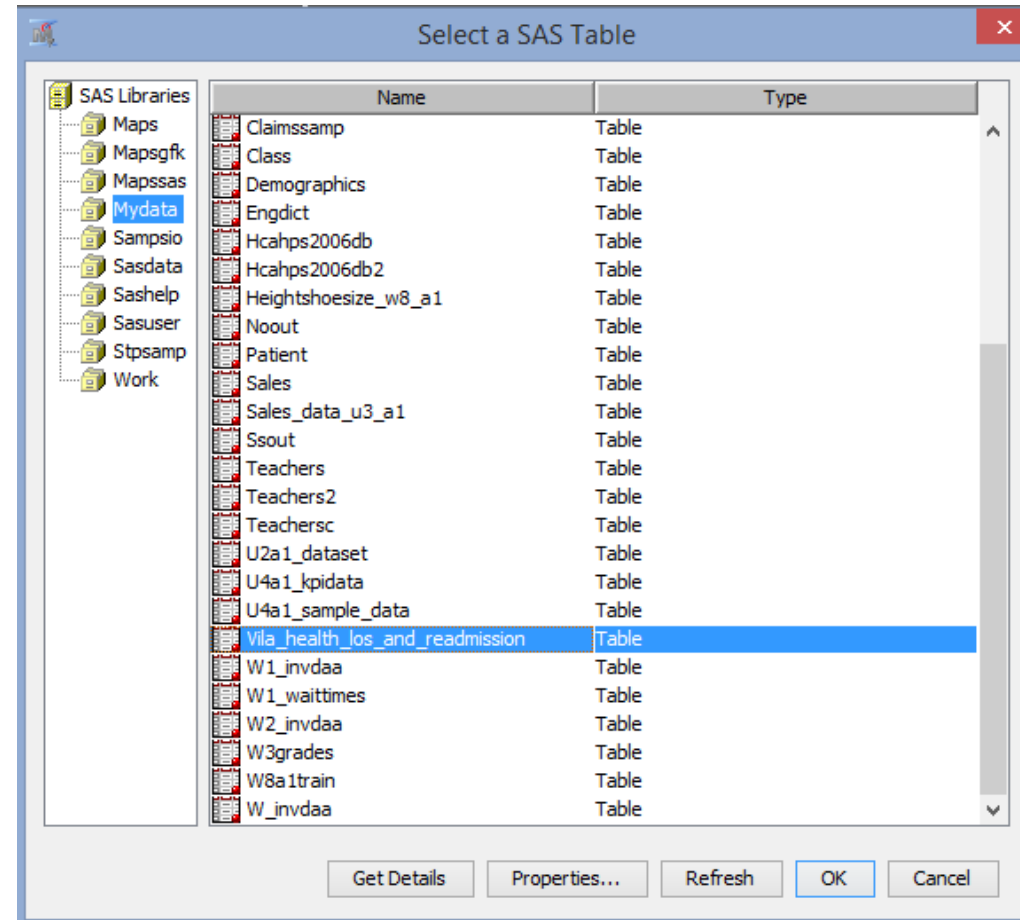 Select a SAS Table
SAS Libraries
Maps
Mapsgfk
Mapssas
Mydata
Sampsio
Sasdata
Sashelp
Sasuser
Stpsamp
Work
Name Type
Claimssamp Table
Class Table
Demographics Table
Engdict Table
Hcahps2006db Table
Hcahps2006db2 Table
Heightshoesize_w8_a1 Table
Noout Table
Patient Table
Sales Table
Sales_data_u3_a1 Table
Ssout Table
Teachers Table
Teachers2 Table
Teachersc Table
U2a1_dataset Table
U4a1_kpidata Table
U4a1_sample_data Table
Vila_health_los_and_readmission Table
W1_invdaa Table
W1_waittimes Table
W2_invdaa Table
W3grades Table
W8a1train Table
W_invdaa Table
Get Details Properties... Refresh OK Cancel